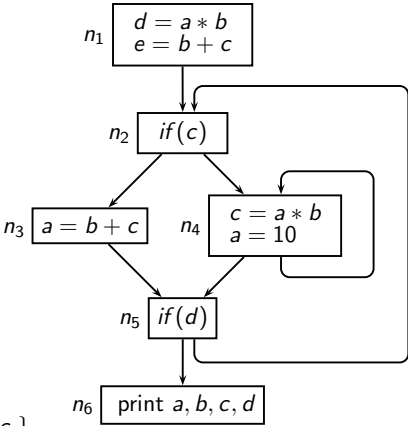 n1 d = a * b
e = b + c
n2 if(c)
n3 a = b + c
n4 c = a * b
a = 10
n5 if(d)
n6 print a, b, c, d